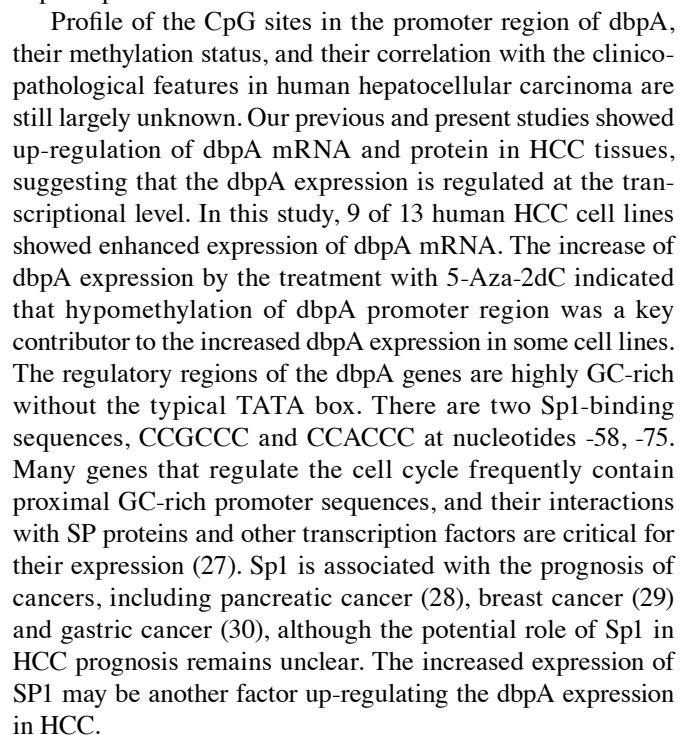 Profile of the CpG sites in the promoter region of dbpA,
their methylation status, and their correlation with the clinico-
pathological features in human hepatocellular carcinoma are
still largely unknown. Our previous and present studies showed
up-regulation of dbpA mRNA and protein in HCC tissues,
suggesting that the dbpA expression is regulated at the tran-
scriptional level. In this study, 9 of 13 human HCC cell lines
showed enhanced expression of dbpA mRNA. The increase of
dbpA expression by the treatment with 5-Aza-2dC indicated
that hypomethylation of dbpA promoter region was a key
contributor to the increased dbpA expression in some cell lines.
The regulatory regions of the dbpA genes are highly GC-rich
without the typical TATA box. There are two Sp1-binding
sequences, CCGCCC and CCACCC at nucleotides -58, -75.
Many genes that regulate the cell cycle frequently contain
proximal GC-rich promoter sequences, and their interactions
with SP proteins and other transcription factors are critical for
their expression (27). Sp1 is associated with the prognosis of
cancers, including pancreatic cancer (28), breast cancer (29)
and gastric cancer (30), although the potential role of Sp1 in
HCC prognosis remains unclear. The increased expression of
SP1 may be another factor up-regulating the dbpA expression
in HCC.